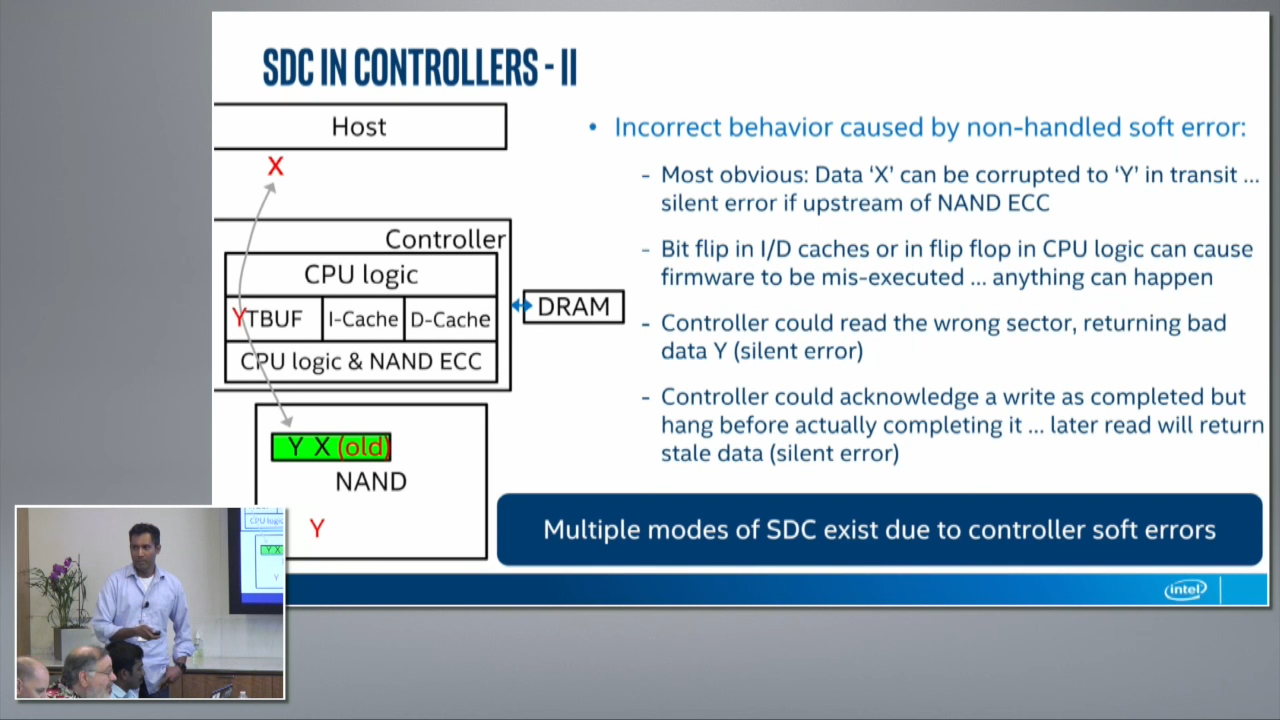 SDC IN CONTROLLERS - II
Host
X
Controller
CPU logic
YTBUF
I-Cache
D-Cache
CPU logic & NAND ECC
DRAM
Y X (old)
NAND
Y
• Incorrect behavior caused by non-handled soft error:
- Most obvious: Data ‘X’ can be corrupted to ‘Y’ in transit ...
silent error if upstream of NAND ECC
- Bit flip in I/D caches or in flip flop in CPU logic can cause
firmware to be mis-executed ... anything can happen
- Controller could read the wrong sector, returning bad
data Y (silent error)
- Controller could acknowledge a write as completed but
hang before actually completing it ... later read will return
stale data (silent error)
Multiple modes of SDC exist due to controller soft errors
intel
CPU logic
Y X
Y